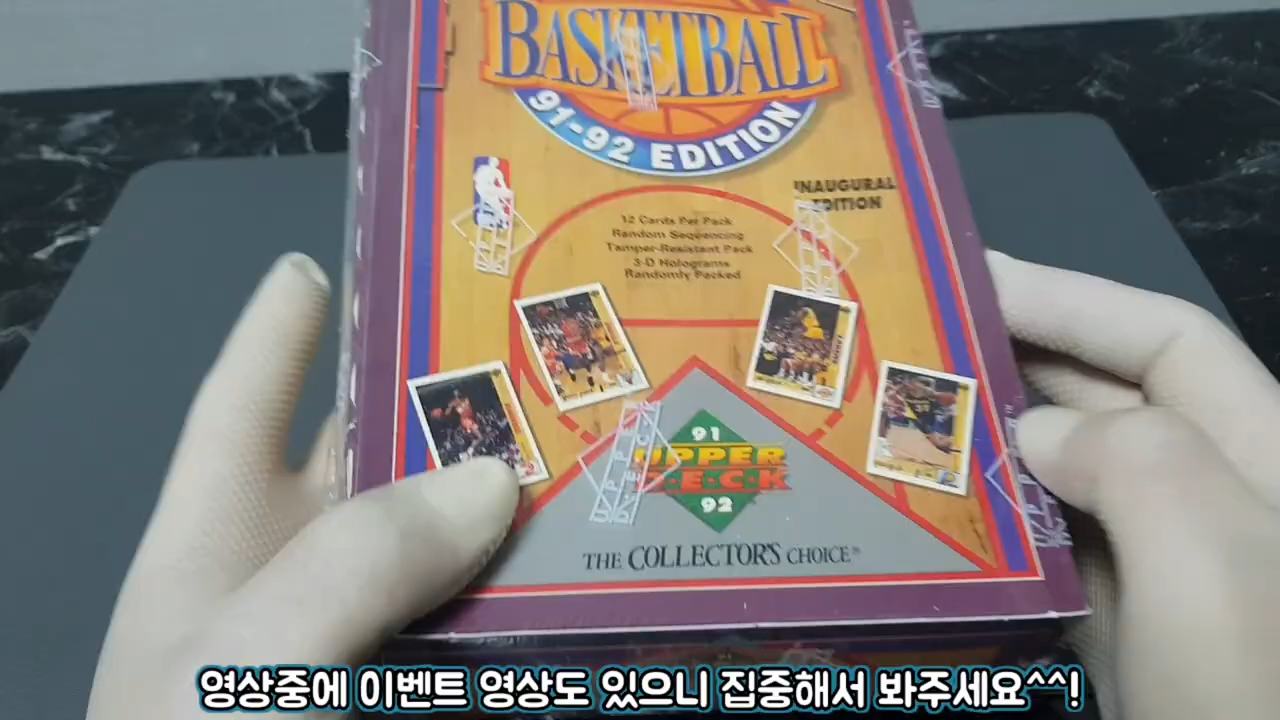 BASKETBALL
91-92 EDITION
INAUGURAL
EDITION
12 Cards Per Pack
Random Sequencing
Tamper-Resistant Pack
3-D Holograms
Randomly Packed
91
UPPER
D·E·C·K
92
UPPER
DECK
THE COLLECTOR'S CHOICE
영상중에 이벤트 영상도 있으니 집중해서 봐주세요^^!